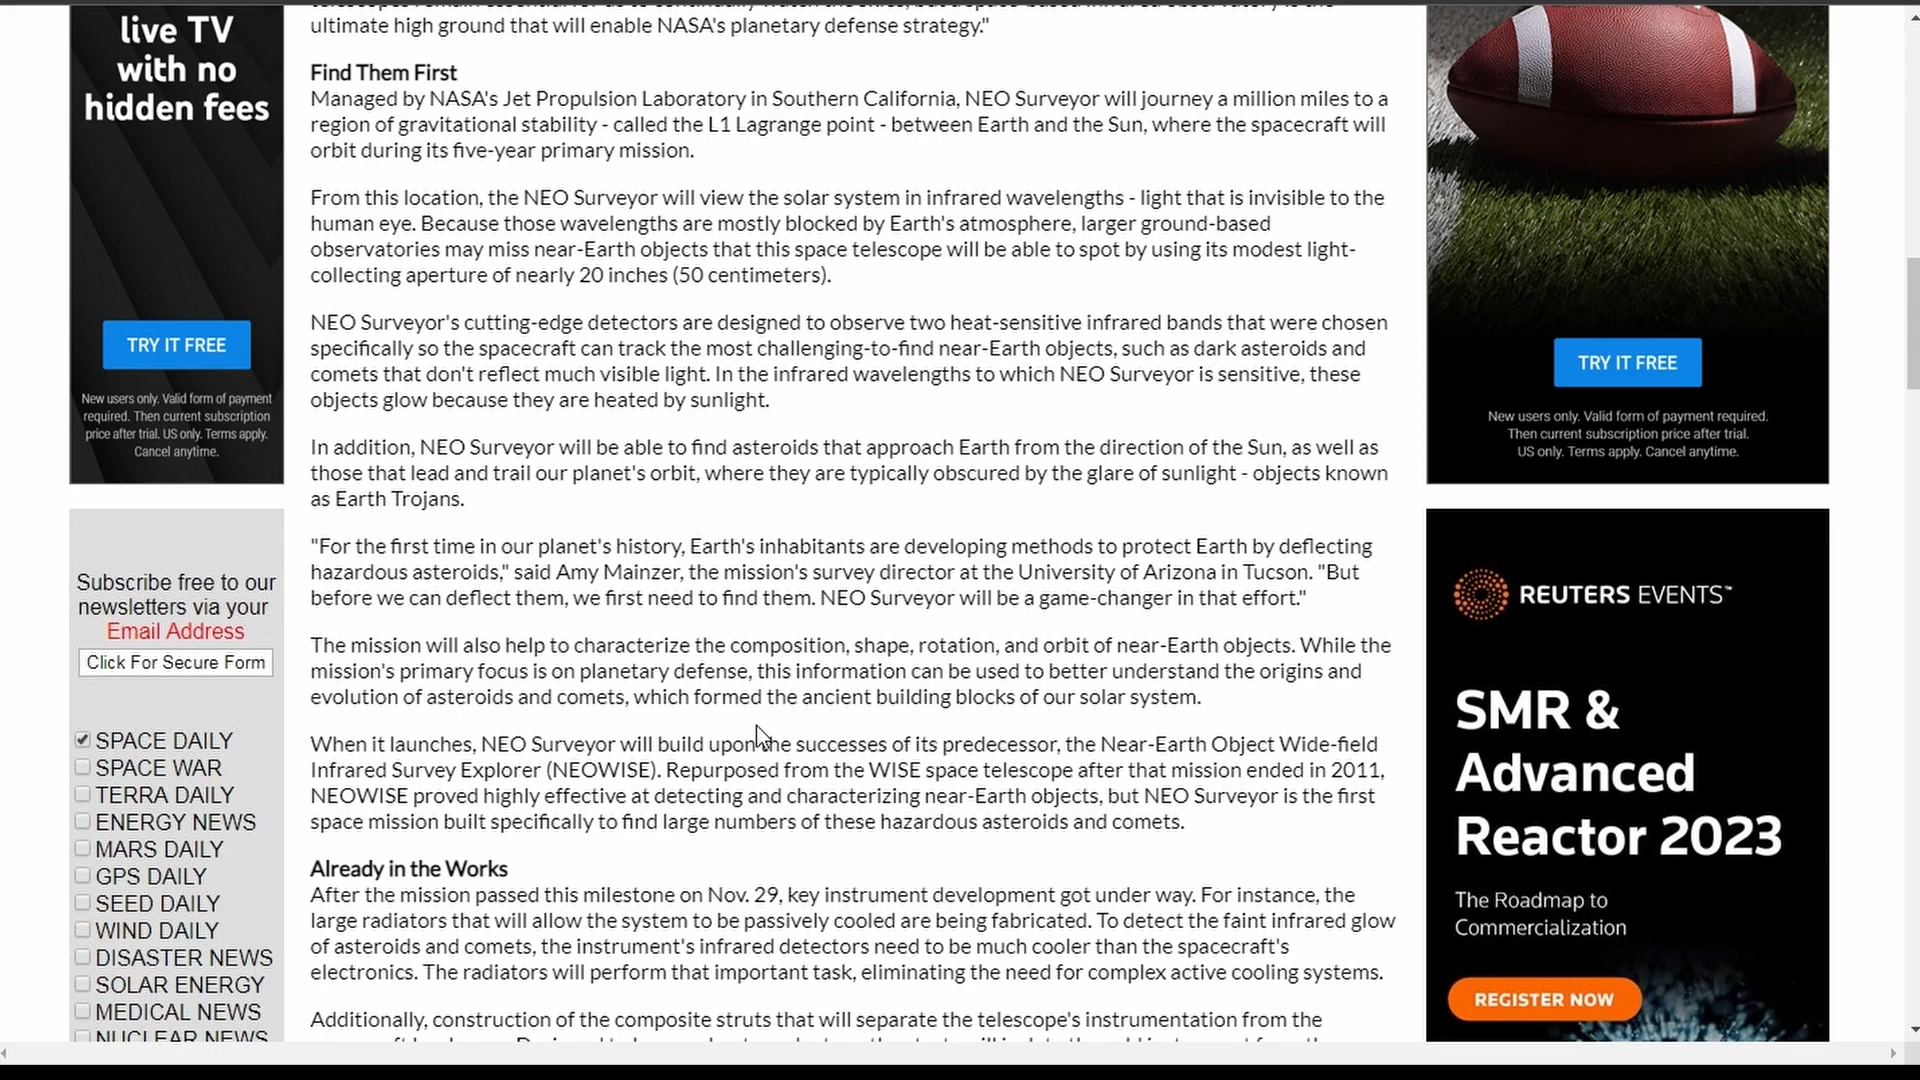 live TV
with no
hidden fees
TRY IT FREE
New users only. Valid form of payment
required. Then current subscription
price after trial. US only. Terms apply.
Cancel anytime.
Subscribe free to our
newsletters via your
Email Address
Click For Secure Form
SPACE DAILY
SPACE WAR
TERRA DAILY
ENERGY NEWS
MARS DAILY
GPS DAILY
SEED DAILY
WIND DAILY
DISASTER NEWS
SOLAR ENERGY
MEDICAL NEWS
NUCLEAR NEWS
ultimate high ground that will enable NASA's planetary defense strategy."
Find Them First
Managed by NASA's Jet Propulsion Laboratory in Southern California, NEO Surveyor will journey a million miles to a
region of gravitational stability - called the L1 Lagrange point - between Earth and the Sun, where the spacecraft will
orbit during its five-year primary mission.
From this location, the NEO Surveyor will view the solar system in infrared wavelengths - light that is invisible to the
human eye. Because those wavelengths are mostly blocked by Earth's atmosphere, larger ground-based
observatories may miss near-Earth objects that this space telescope will be able to spot by using its modest light-
collecting aperture of nearly 20 inches (50 centimeters).
NEO Surveyor's cutting-edge detectors are designed to observe two heat-sensitive infrared bands that were chosen
specifically so the spacecraft can track the most challenging-to-find near-Earth objects, such as dark asteroids and
comets that don't reflect much visible light. In the infrared wavelengths to which NEO Surveyor is sensitive, these
objects glow because they are heated by sunlight.
In addition, NEO Surveyor will be able to find asteroids that approach Earth from the direction of the Sun, as well as
those that lead and trail our planet's orbit, where they are typically obscured by the glare of sunlight - objects known
as Earth Trojans.
"For the first time in our planet's history, Earth's inhabitants are developing methods to protect Earth by deflecting
hazardous asteroids," said Amy Mainzer, the mission's survey director at the University of Arizona in Tucson. "But
before we can deflect them, we first need to find them. NEO Surveyor will be a game-changer in that effort."
The mission will also help to characterize the composition, shape, rotation, and orbit of near-Earth objects. While the
mission's primary focus is on planetary defense, this information can be used to better understand the origins and
evolution of asteroids and comets, which formed the ancient building blocks of our solar system.
When it launches, NEO Surveyor will build upon the successes of its predecessor, the Near-Earth Object Wide-field
Infrared Survey Explorer (NEOWISE). Repurposed from the WISE space telescope after that mission ended in 2011,
NEOWISE proved highly effective at detecting and characterizing near-Earth objects, but NEO Surveyor is the first
space mission built specifically to find large numbers of these hazardous asteroids and comets.
Already in the Works
After the mission passed this milestone on Nov. 29, key instrument development got under way. For instance, the
large radiators that will allow the system to be passively cooled are being fabricated. To detect the faint infrared glow
of asteroids and comets, the instrument's infrared detectors need to be much cooler than the spacecraft's
electronics. The radiators will perform that important task, eliminating the need for complex active cooling systems.
Additionally, construction of the composite struts that will separate the telescope's instrumentation from the
TRY IT FREE
New users only. Valid form of payment required.
Then current subscription price after trial.
US only. Terms apply. Cancel anytime.
REUTERS EVENTS™
SMR &
Advanced
Reactor 2023
The Roadmap to
Commercialization
REGISTER NOW